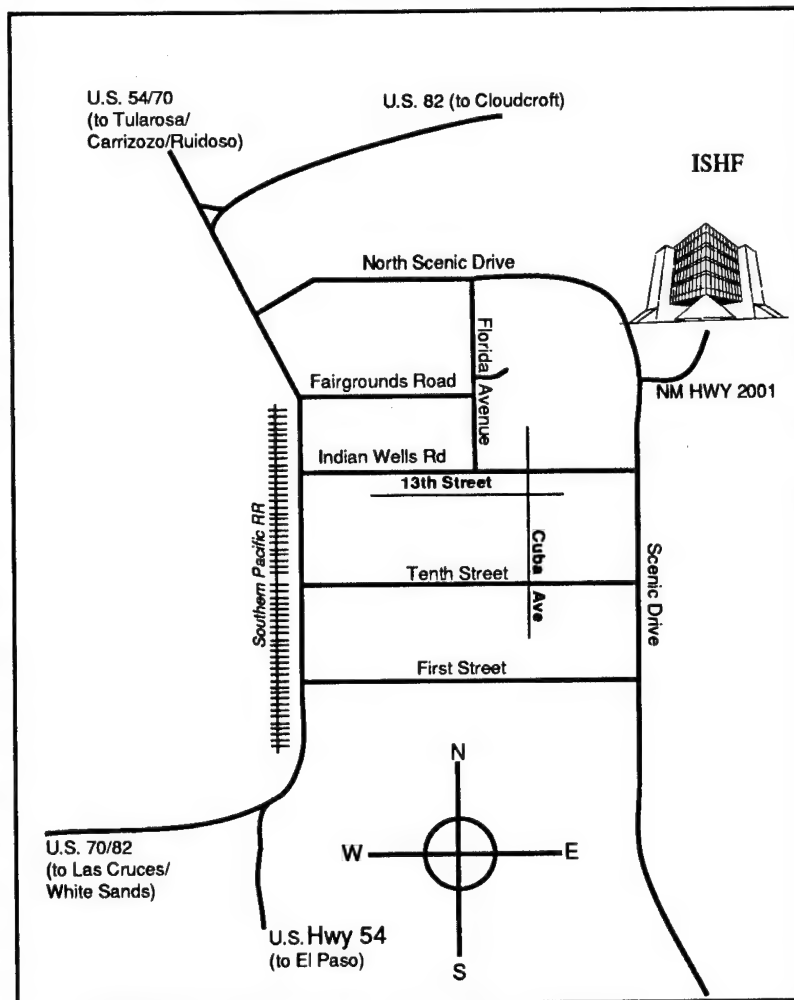 U.S. 54/70
(to Tularosa/
Carrizozo/Ruidoso)
U.S. 82 (to Cloudcroft)
ISHF
North Scenic Drive
Florida Avenue
Fairgrounds Road
NM HWY 2001
Indian Wells Rd
13th Street
Southern Pacific RR
Cuba Ave
Tenth Street
Scenic Drive
First Street
N
W
E
S
U.S. 70/82
(to Las Cruces/
White Sands)
U.S. Hwy 54
(to El Paso)